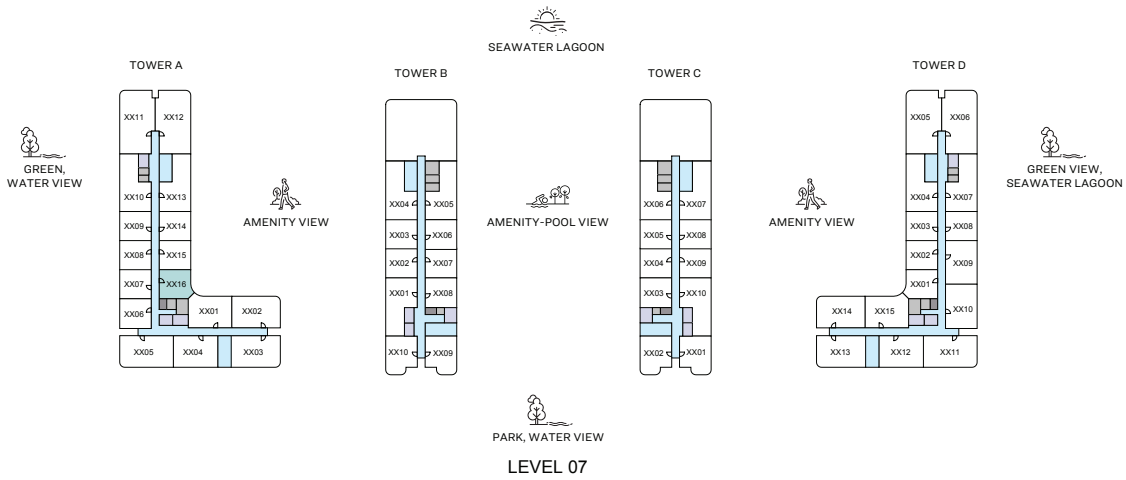 SEAWATER LAGOON
TOWER A
TOWER B
TOWER C
TOWER D
XX11
XX12
XX10
XX13
XX09
XX14
XX08
XX15
XX07
XX16
XX06
XX01
XX02
XX05
XX04
XX03
XX04
XX05
XX03
XX06
XX02
XX07
XX01
XX08
XX10
XX09
XX06
XX07
XX05
XX08
XX04
XX09
XX03
XX10
XX02
XX01
XX05
XX06
XX04
XX07
XX03
XX08
XX02
XX09
XX01
XX10
XX14
XX15
XX13
XX12
XX11
GREEN,
WATER VIEW
AMENITY VIEW
AMENITY-POOL VIEW
AMENITY VIEW
GREEN VIEW,
SEAWATER LAGOON
PARK, WATER VIEW
LEVEL 07